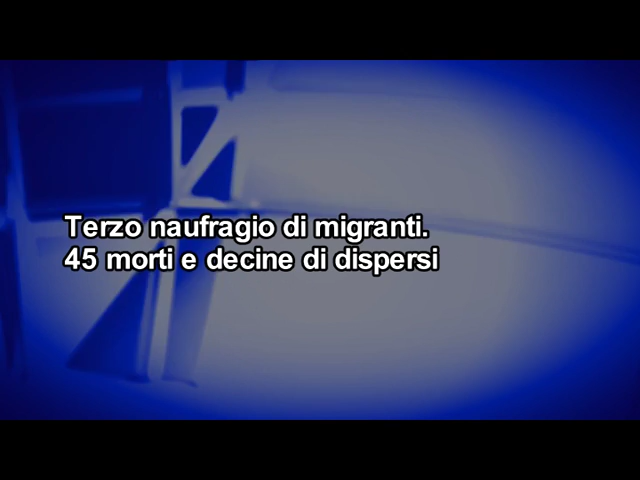 Terzo naufragio di migranti.
45 morti e decine di dispersi